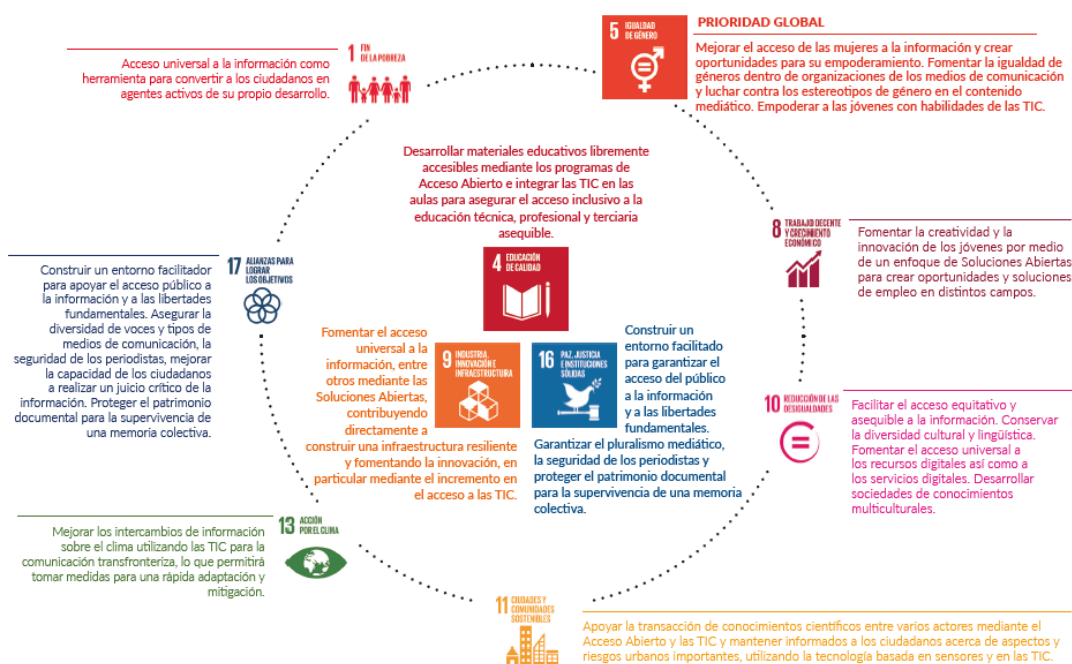 1 FIN
DE LA POBREZA
Acceso universal a la información como
herramienta para convertir a los ciudadanos en
agentes activos de su propio desarrollo.
5 IGUALDAD
DE GÉNERO
PRIORIDAD GLOBAL
Mejorar el acceso de las mujeres a la información y crear
oportunidades para su empoderamiento. Fomentar la igualdad de
géneros dentro de organizaciones de los medios de comunicación
y luchar contra los estereotipos de género en el contenido
mediático. Empoderar a las jóvenes con habilidades de las TIC.
Desarrollar materiales educativos libremente
accesibles mediante los programas de
Acceso Abierto e integrar las TIC en las
aulas para asegurar el acceso inclusivo a la
educación técnica, profesional y terciaria
asequible.
4 EDUCACIÓN
DE CALIDAD
8 TRABAJO DECENTE
Y CRECIMIENTO
ECONÓMICO
Fomentar la creatividad y la
innovación de los jóvenes por medio
de un enfoque de Soluciones Abiertas
para crear oportunidades y soluciones
de empleo en distintos campos.
17 ALIANZAS PARA
LOGRAR
LOS OBJETIVOS
Construir un entorno facilitador
para apoyar el acceso público a
la información y a las libertades
fundamentales. Asegurar la
diversidad de voces y tipos de
medios de comunicación, la
seguridad de los periodistas, mejorar
la capacidad de los ciudadanos
a realizar un juicio crítico de la
información. Proteger el patrimonio
documental para la supervivencia de
una memoria colectiva.
Fomentar el acceso
universal a la
información, entre
otros mediante las
Soluciones Abiertas,
contribuyendo
directamente a
construir una infraestructura resiliente
y fomentando la innovación, en
particular mediante el incremento en
el acceso a las TIC.
9 INDUSTRIA,
INNOVACIÓN E
INFRAESTRUCTURA
16 PAZ, JUSTICIA
E INSTITUCIONES
SÓLIDAS
Construir un
entorno facilitado
para garantizar el
acceso del público
a la información
y a las libertades
fundamentales.
Garantizar el pluralismo mediático,
la seguridad de los periodistas y
proteger el patrimonio documental
para la supervivencia de una memoria
colectiva.
10 REDUCCIÓN DE LAS
DESIGUALDADES
Facilitar el acceso equitativo y
asequible a la información. Conservar
la diversidad cultural y lingüística.
Fomentar el acceso universal a
los recursos digitales así como a
los servicios digitales. Desarrollar
sociedades de conocimientos
multiculturales.
13 ACCIÓN
POR EL CLIMA
Mejorar los intercambios de información
sobre el clima utilizando las TIC para la
comunicación transfronteriza, lo que permitirá
tomar medidas para una rápida adaptación y
mitigación.
11 CIUDADES Y
COMUNIDADES
SOSTENIBLES
Apoyar la transacción de conocimientos científicos entre varios actores mediante el
Acceso Abierto y las TIC y mantener informados a los ciudadanos acerca de aspectos y
riesgos urbanos importantes, utilizando la tecnología basada en sensores y en las TIC.